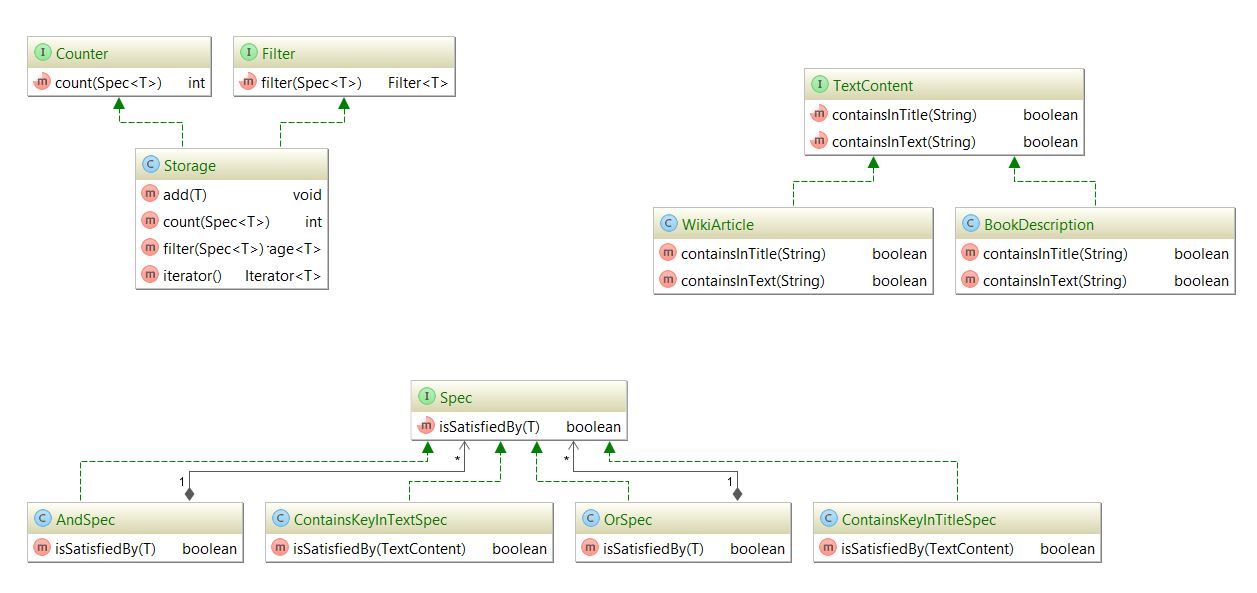 I Counter
m count(Spec<T>) int
I Filter
m filter(Spec<T>) Filter<T>
C Storage
m add(T) void
m count(Spec<T>) int
m filter(Spec<T>) age<T>
m iterator() Iterator<T>
I TextContent
m containsInTitle(String) boolean
m containsInText(String) boolean
C WikiArticle
m containsInTitle(String) boolean
m containsInText(String) boolean
C BookDescription
m containsInTitle(String) boolean
m containsInText(String) boolean
I Spec
m isSatisfiedBy(T) boolean
* *
1 1
C AndSpec
m isSatisfiedBy(T) boolean
C ContainsKeyInTextSpec
m isSatisfiedBy(TextContent) boolean
C OrSpec
m isSatisfiedBy(T) boolean
C ContainsKeyInTitleSpec
m isSatisfiedBy(TextContent) boolean